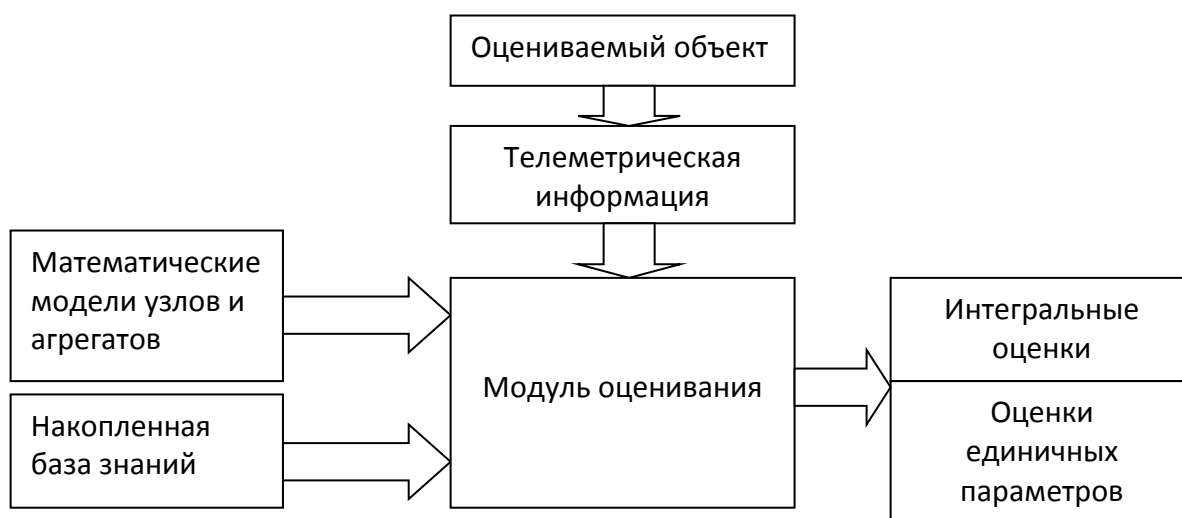 Оцениваемый объект
Телеметрическая
информация
Математические
модели узлов и
агрегатов
Накопленная
база знаний
Модуль оценивания
Интегральные
оценки
Оценки
единичных
параметров